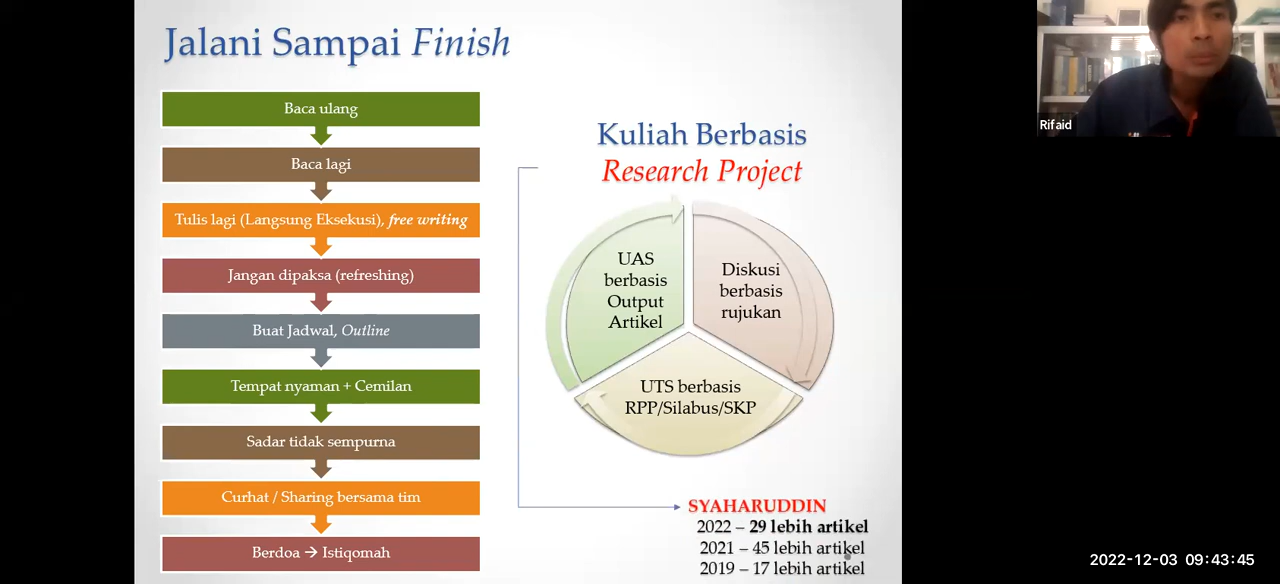 Jalani Sampai Finish
Baca ulang
Baca lagi
Tulis lagi (Langsung Eksekusi), free writing
Jangan dipaksa (refreshing)
Buat Jadwal, Outline
Tempat nyaman + Cemilan
Sadar tidak sempurna
Curhat / Sharing bersama tim
Berdoa → Istiqomah
Kuliah Berbasis
Research Project
UAS
berbasis
Output
Artikel
Diskusi
berbasis
rujukan
UTS berbasis
RPP/Silabus/SKP
SYAHARUDDIN
2022 – 29 lebih artikel
2021 – 45 lebih artikel
2019 – 17 lebih artikel
Rifaid
2022-12-03 09:43:45